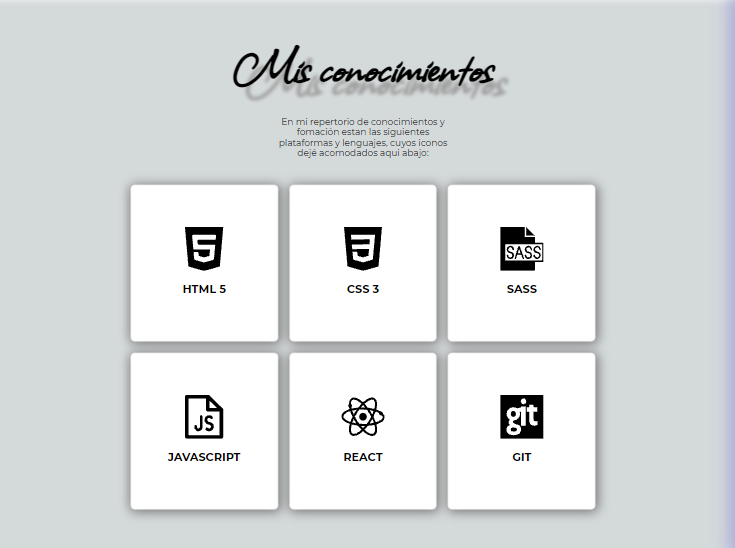 Mis conocimientos
En mi repertorio de conocimientos y
fomación estan las siguientes
plataformas y lenguajes, cuyos iconos
dejé acomodados aqui abajo:
5
3
SASS
HTML 5
CSS 3
SASS
JS
git
JAVASCRIPT
REACT
GIT